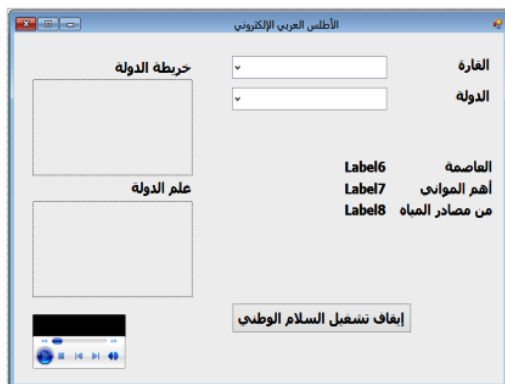 الأطلس العربي الإلكتروني
القارة
الدولة
خريطة الدولة
العاصمة Label6
أهم المواني Label7
من مصادر المياه Label8
علم الدولة
إيقاف تشغيل السلام الوطني